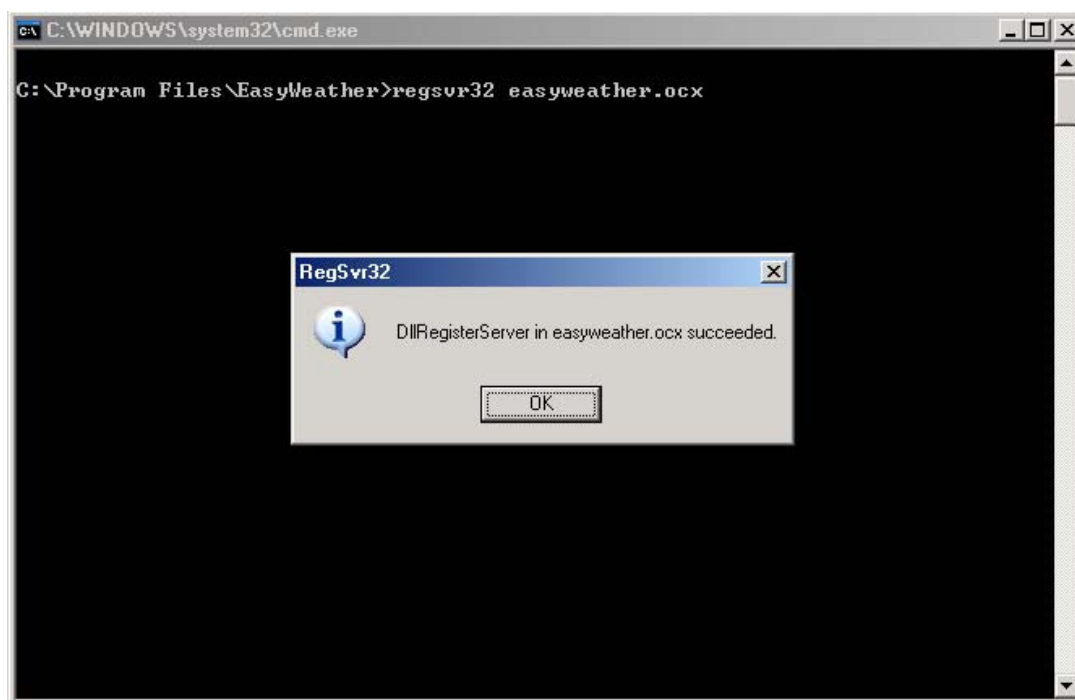 C:\WINDOWS\system32\cmd.exe
C:\Program Files\EasyWeather>regsvr32 easyweather.ocx
RegSvr32
DllRegisterServer in easyweather.ocx succeeded.
OK